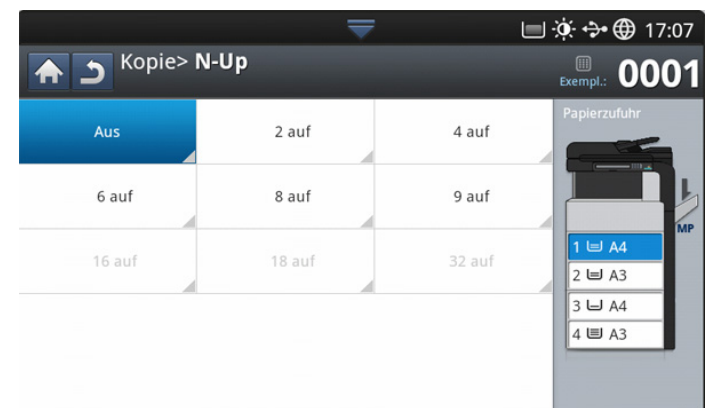 17:07
Kopie> N-Up
Exempl.: 0001
Aus 2 auf 4 auf
6 auf 8 auf 9 auf
16 auf 18 auf 32 auf
Papierzufuhr
MP
1 A4
2 A3
3 A4
4 A3